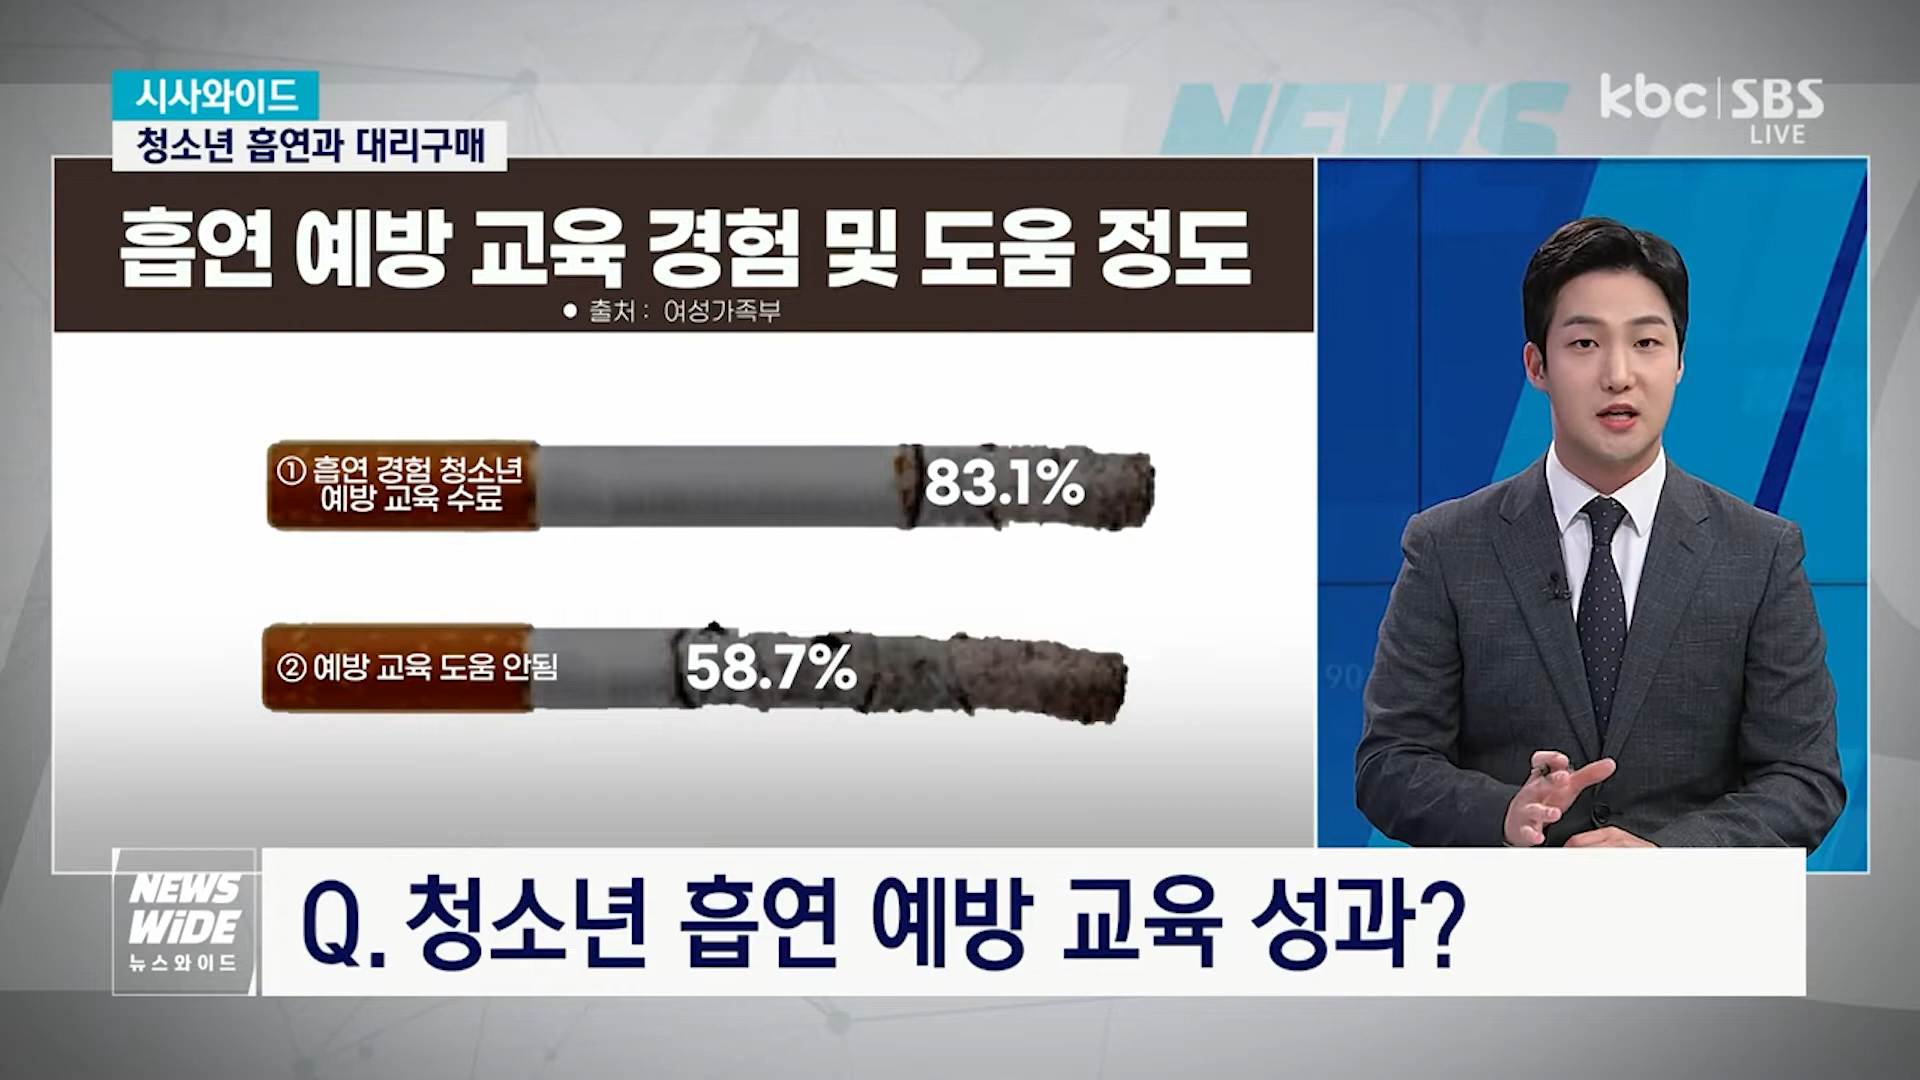 시사와이드
청소년 흡연과 대리구매
NEWS
kbc SBS
LIVE
흡연 예방 교육 경험 및 도움 정도
● 출처 : 여성가족부
① 흡연 경험 청소년
예방 교육 수료
83.1%
② 예방 교육 도움 안됨
58.7%
90
NEWS
WiDE
뉴스와이드
Q. 청소년 흡연 예방 교육 성과?